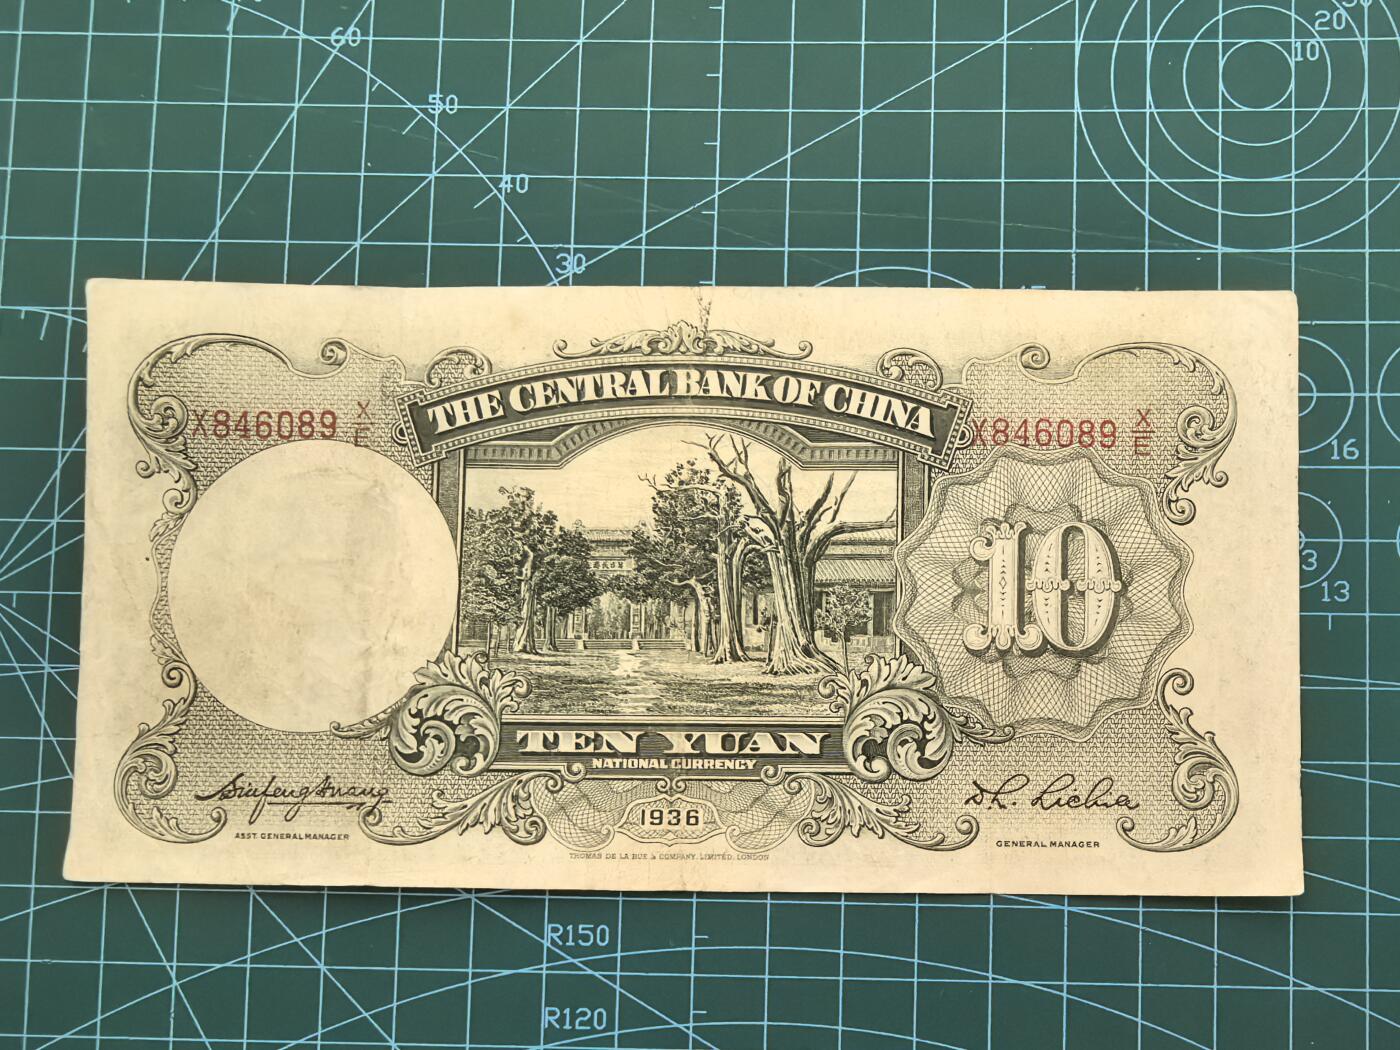 60
50
40
30
20
10
THE CENTRAL BANK OF CHINA
X846089 X/E
X846089 X/E
16
10
3
13
TEN YUAN
NATIONAL CURRENCY
1936
ASST. GENERAL MANAGER
GENERAL MANAGER
THOMAS DE LA RUE & COMPANY, LIMITED, LONDON
R150
R120